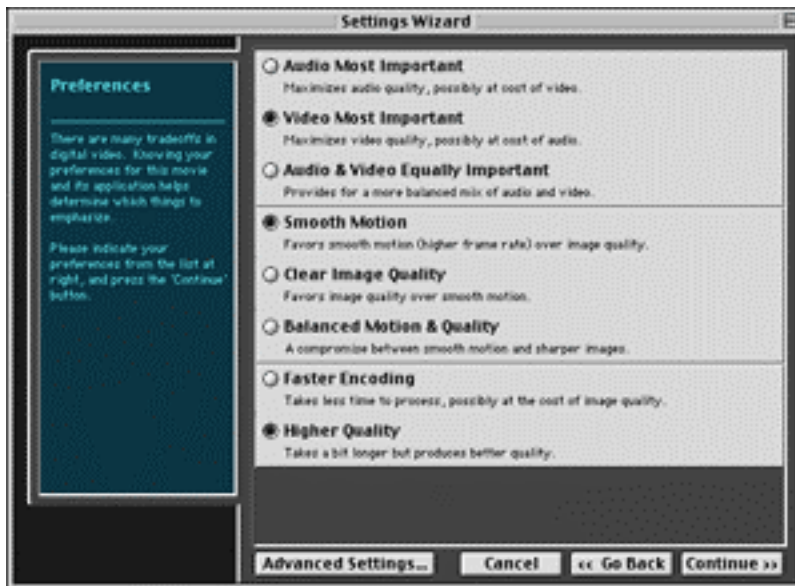 Settings Wizard
Preferences
There are many tradeoffs in
digital video. Knowing your
preferences for this movie
and its application helps
determine which things to
emphasize.
Please indicate your
preferences from the list at
right, and press the 'Continue'
button.
Audio Most Important
Maximizes audio quality, possibly at cost of video.
Video Most Important
Maximizes video quality, possibly at cost of audio.
Audio & Video Equally Important
Provides for a more balanced mix of audio and video.
Smooth Motion
Favors smooth motion (higher frame rate) over image quality.
Clear Image Quality
Favors image quality over smooth motion.
Balanced Motion & Quality
A compromise between smooth motion and sharper images.
Faster Encoding
Takes less time to process, possibly at the cost of image quality.
Higher Quality
Takes a bit longer but produces better quality.
Advanced Settings... Cancel << Go Back Continue >>